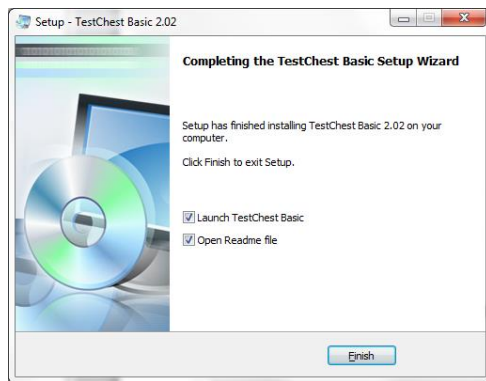 Setup - TestChest Basic 2.02
Completing the TestChest Basic Setup Wizard
Setup has finished installing TestChest Basic 2.02 on your
computer.
Click Finish to exit Setup.
Launch TestChest Basic
Open Readme file
Finish